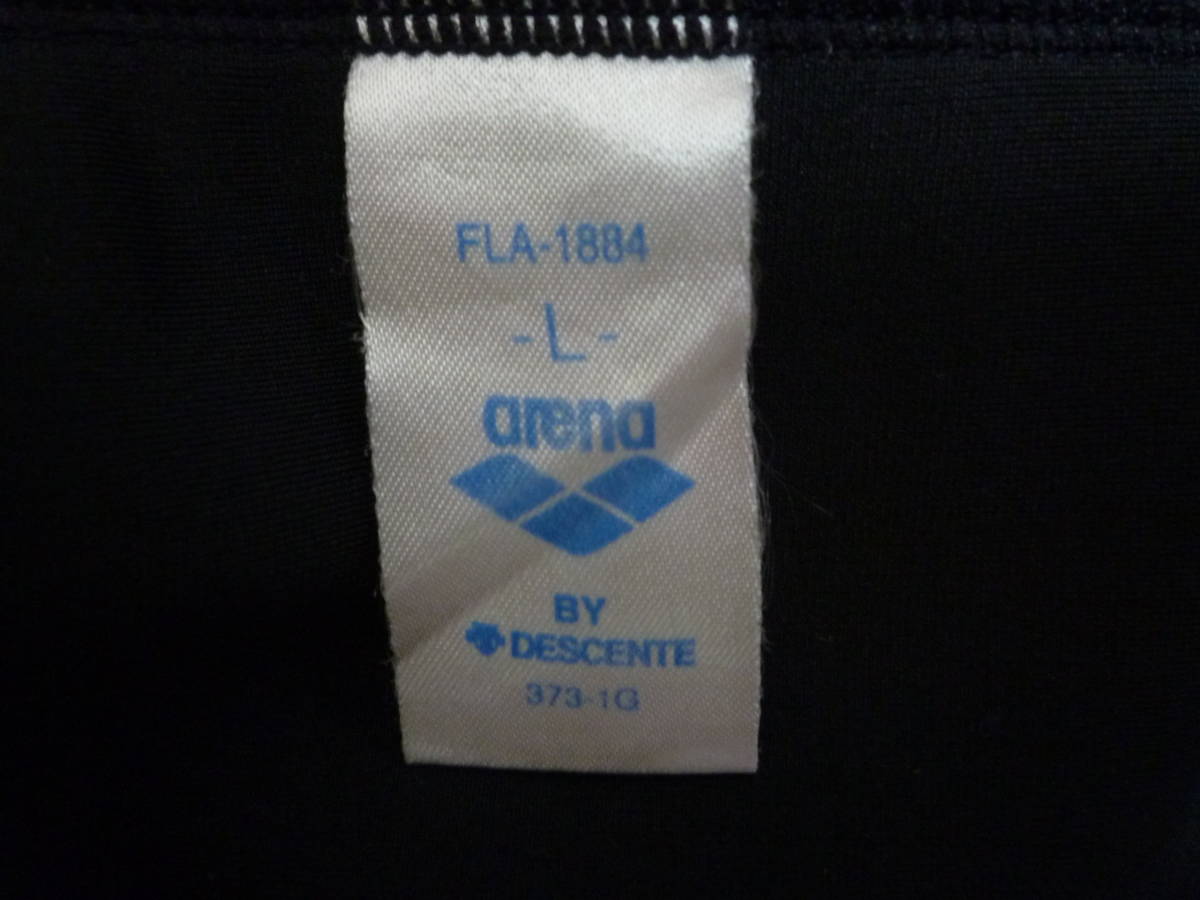 FLA-1884
-L-
arena
BY
DESCENTE
373-1G